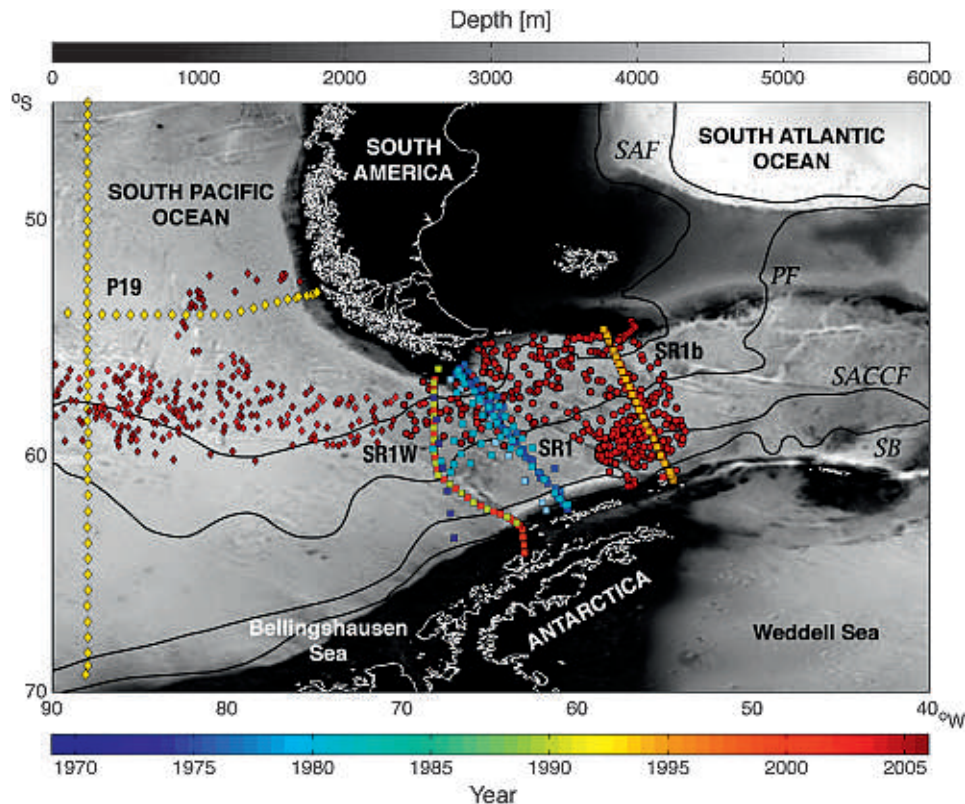 Depth [m]
0 1000 2000 3000 4000 5000 6000
°S
SOUTH AMERICA
SAF
SOUTH ATLANTIC OCEAN
SOUTH PACIFIC OCEAN
50
P19
PF
SR1b
SACCF
60
SR1W
SR1
SB
ANTARCTICA
Bellingshausen Sea
Weddell Sea
70
90 80 70 60 50 40 °W
1970 1975 1980 1985 1990 1995 2000 2005
Year